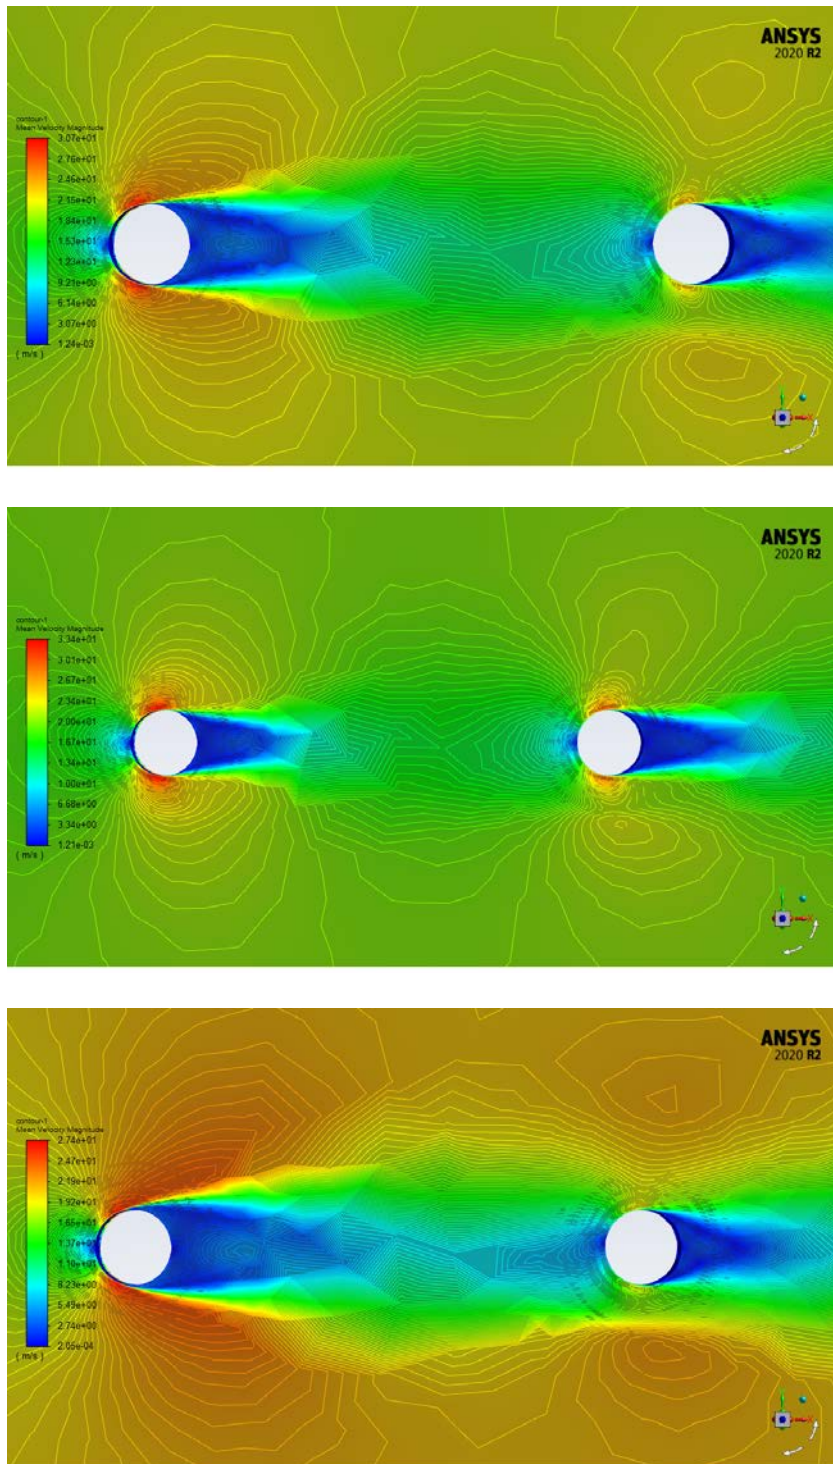 ANSYS
2020 R2
contour-1
Mean Velocity Magnitude
3.07e+01
2.76e+01
2.46e+01
2.15e+01
1.84e+01
1.53e+01
1.23e+01
9.21e+00
6.14e+00
3.07e+00
1.24e-03
( m/s )
ANSYS
2020 R2
contour-1
Mean Velocity Magnitude
3.34e+01
3.01e+01
2.67e+01
2.34e+01
2.00e+01
1.67e+01
1.34e+01
1.00e+01
6.68e+00
3.34e+00
1.21e-03
( m/s )
ANSYS
2020 R2
contour-1
Mean Velocity Magnitude
2.74e+01
2.47e+01
2.19e+01
1.92e+01
1.65e+01
1.37e+01
1.10e+01
8.23e+00
5.49e+00
2.74e+00
2.05e-04
( m/s )